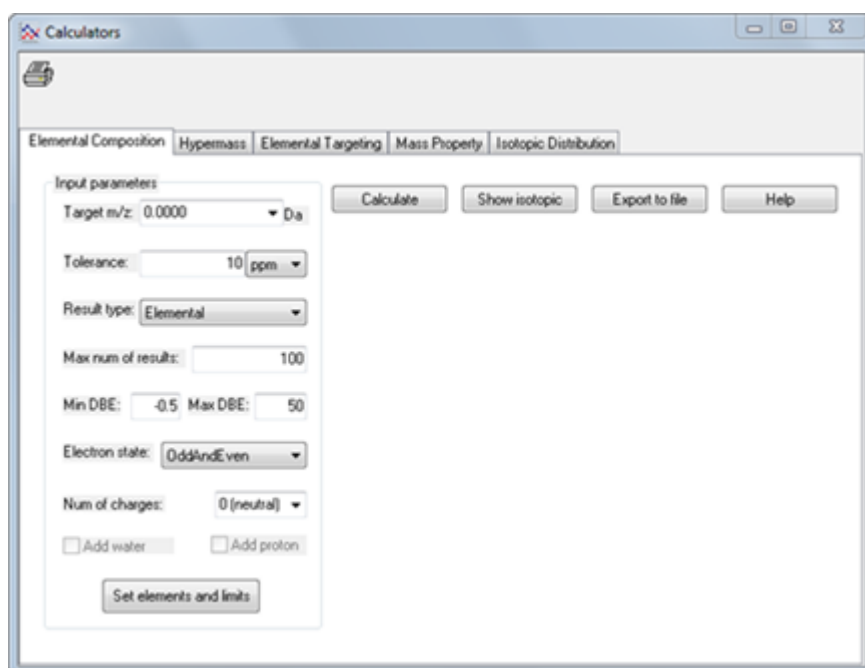 Calculators
Elemental Composition Hypermass Elemental Targeting Mass Property Isotopic Distribution
Input parameters
Calculate Show isotopic Export to file Help
Target m/z: 0.0000 Da
Tolerance: 10 ppm
Result type: Elemental
Max num of results: 100
Min DBE: -0.5 Max DBE: 50
Electron state: OddAndEven
Num of charges: 0 (neutral)
Add water Add proton
Set elements and limits